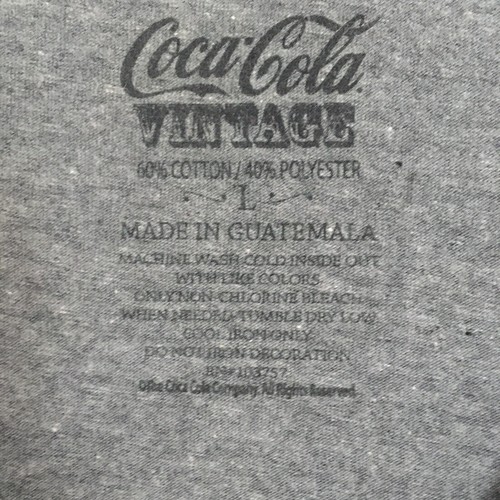 Coca-Cola
VINTAGE
60% COTTON / 40% POLYESTER
L
MADE IN GUATEMALA
MACHINE WASH COLD INSIDE OUT
WITH LIKE COLORS
ONLY NON-CHLORINE BLEACH
WHEN NEEDED TUMBLE DRY LOW
COOL IRON ONLY
DO NOT IRON DECORATION
RN#103757
©The Coca Cola Company. All Rights Reserved.